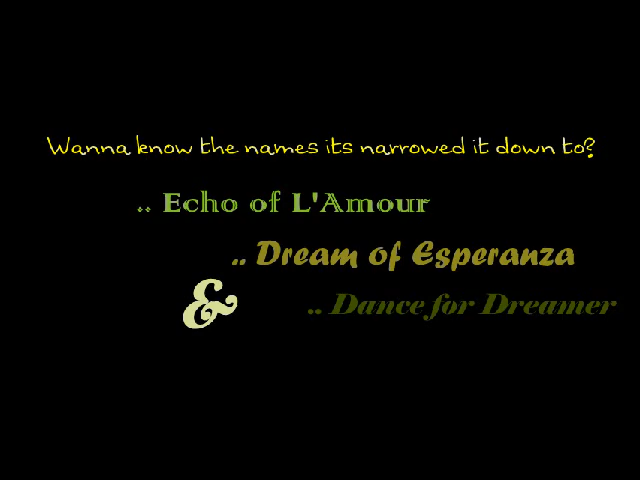 Wanna know the names its narrowed it down to?
.. Echo of L'Amour
.. Dream of Esperanza
& .. Dance for Dreamer